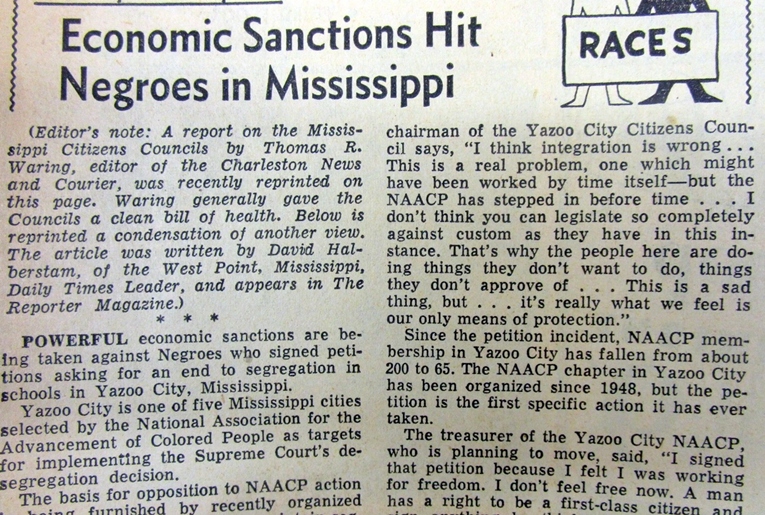 Economic Sanctions Hit
Negroes in Mississippi
RACES
(Editor's note: A report on the Missis-
sippi Citizens Councils by Thomas R.
Waring, editor of the Charleston News
and Courier, was recently reprinted on
this page. Waring generally gave the
Councils a clean bill of health. Below is
reprinted a condensation of another view.
The article was written by David Hal-
berstam, of the West Point, Mississippi,
Daily Times Leader, and appears in The
Reporter Magazine.)
* * *
POWERFUL economic sanctions are be-
ing taken against Negroes who signed peti-
tions asking for an end to segregation in
schools in Yazoo City, Mississippi.
Yazoo City is one of five Mississippi cities
selected by the National Association for the
Advancement of Colored People as targets
for implementing the Supreme Court's de-
segregation decision.
The basis for opposition to NAACP action
being furnished by recently organized
chairman of the Yazoo City Citizens Coun-
cil says, "I think integration is wrong...
This is a real problem, one which might
have been worked by time itself—but the
NAACP has stepped in before time . . . I
don't think you can legislate so completely
against custom as they have in this in-
stance. That's why the people here are do-
ing things they don't want to do, things
they don't approve of . . . This is a sad
thing, but . . . it's really what we feel is
our only means of protection."
Since the petition incident, NAACP mem-
bership in Yazoo City has fallen from about
200 to 65. The NAACP chapter in Yazoo City
has been organized since 1948, but the pe-
tition is the first specific action it has ever
taken.
The treasurer of the Yazoo City NAACP,
who is planning to move, said, "I signed
that petition because I felt I was working
for freedom. I don't feel free now. A man
has a right to be a first-class citizen and